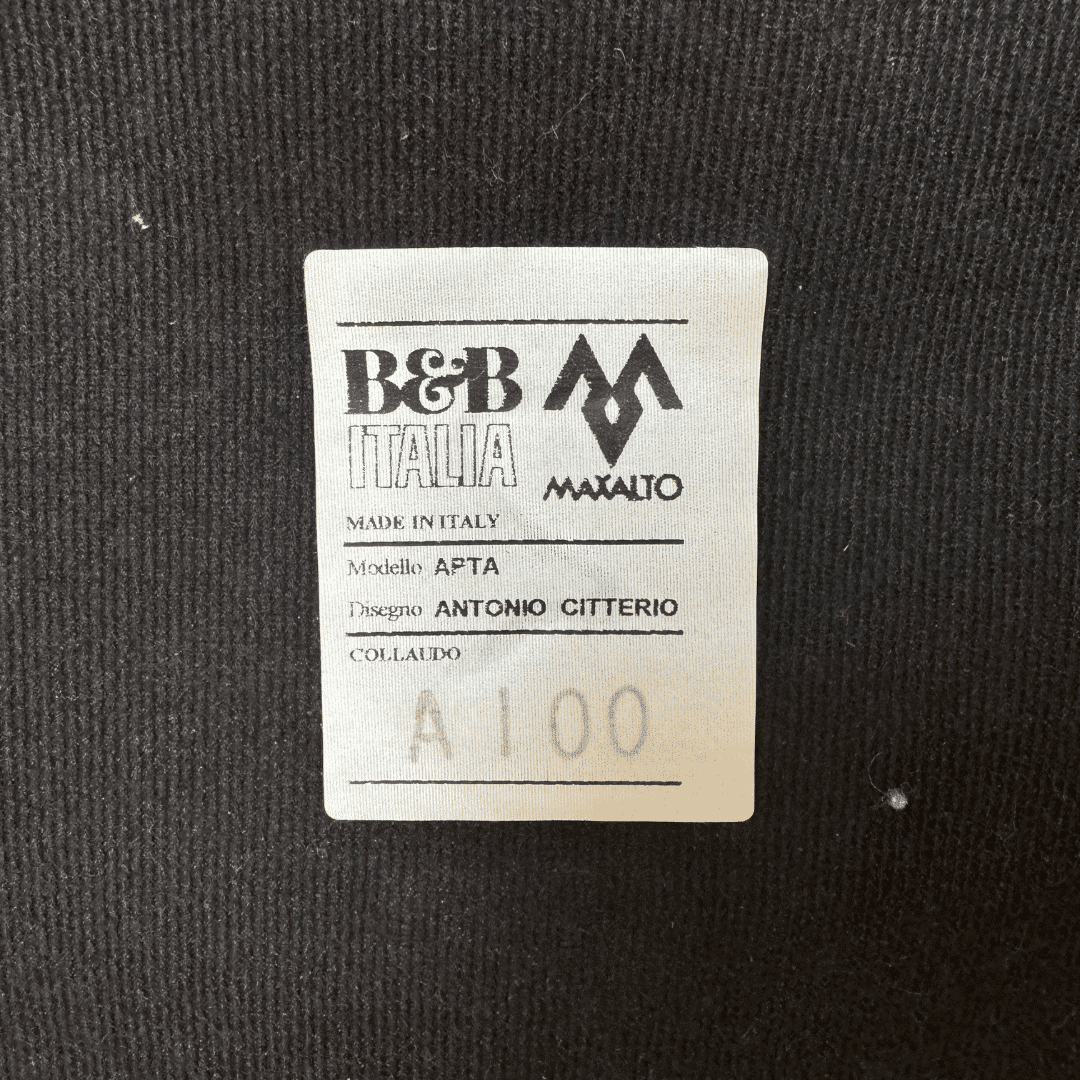 B&B
ITALIA
MAXALTO
MADE IN ITALY
Modello APTA
Disegno ANTONIO CITTERIO
COLLAUDO
A 100